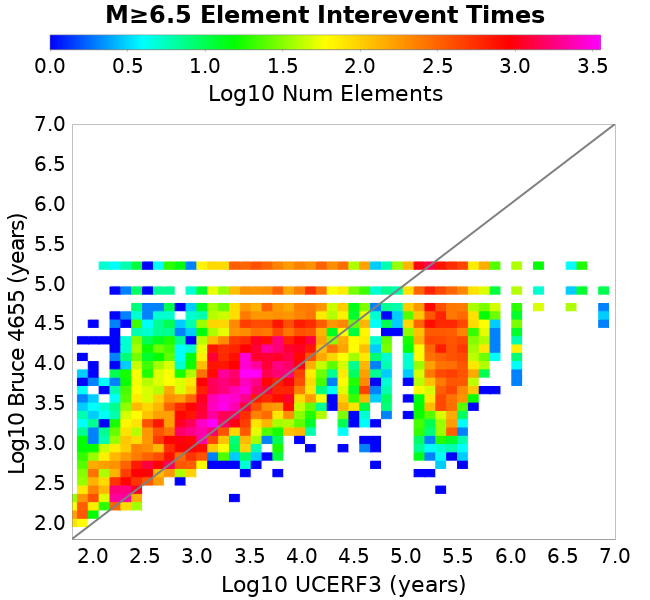 M≥6.5 Element Interevent Times
0.0 0.5 1.0 1.5 2.0 2.5 3.0 3.5
Log10 Num Elements
7.0
6.5
6.0
5.5
5.0
4.5
4.0
3.5
3.0
2.5
2.0
Log10 Bruce 4655 (years)
2.0 2.5 3.0 3.5 4.0 4.5 5.0 5.5 6.0 6.5 7.0
Log10 UCERF3 (years)